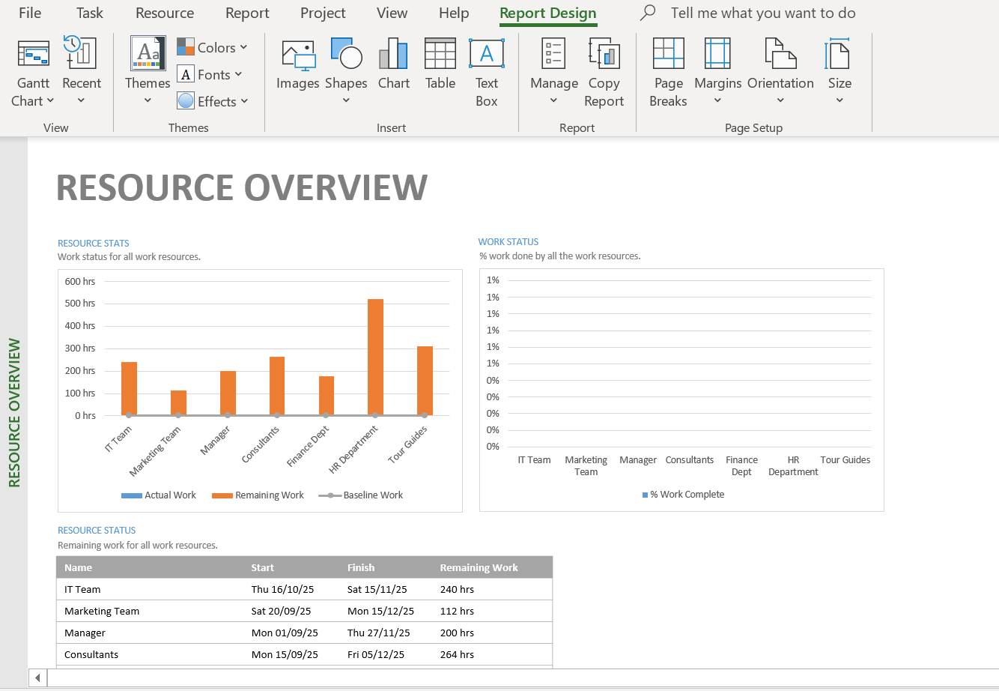 File Task Resource Report Project View Help Report Design Tell me what you want to do
Gantt Chart Recent
View
Themes Colors Fonts Effects
Themes
Images Shapes Chart Table Text Box
Insert
Manage Copy Report
Report
Page Breaks Margins Orientation Size
Page Setup
RESOURCE OVERVIEW
RESOURCE OVERVIEW
RESOURCE STATS
Work status for all work resources.
600 hrs
500 hrs
400 hrs
300 hrs
200 hrs
100 hrs
0 hrs
IT Team Marketing Team Manager Consultants Finance Dept HR Department Tour Guides
Actual Work Remaining Work Baseline Work
WORK STATUS
% work done by all the work resources.
1%
1%
1%
1%
1%
1%
0%
0%
0%
0%
0%
IT Team Marketing Team Manager Consultants Finance Dept HR Department Tour Guides
% Work Complete
RESOURCE STATUS
Remaining work for all work resources.
Name Start Finish Remaining Work
IT Team Thu 16/10/25 Sat 15/11/25 240 hrs
Marketing Team Sat 20/09/25 Mon 15/12/25 112 hrs
Manager Mon 01/09/25 Thu 27/11/25 200 hrs
Consultants Mon 15/09/25 Fri 05/12/25 264 hrs